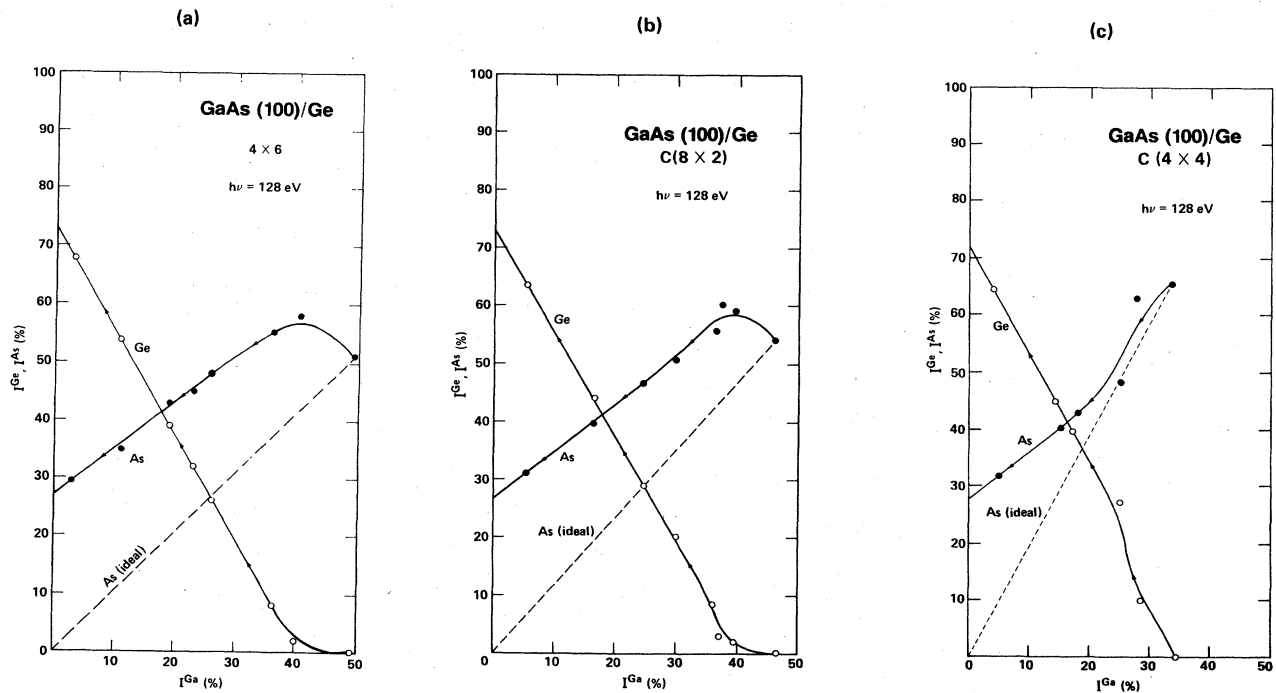 (a)
GaAs (100)/Ge
4 × 6
hν = 128 eV
100
90
80
70
60
50
40
30
20
10
0
10
20
30
40
50
Ge
As
As (ideal)
I^Ge, I^As (%)
I^Ga (%)
(b)
GaAs (100)/Ge
C(8 × 2)
hν = 128 eV
100
90
80
70
60
50
40
30
20
10
0
10
20
30
40
50
Ge
As
As (ideal)
I^Ge, I^As (%)
I^Ga (%)
(c)
GaAs (100)/Ge
C (4 × 4)
hν = 128 eV
100
90
80
70
60
50
40
30
20
10
0
10
20
30
40
50
Ge
As
As (ideal)
I^Ge, I^As (%)
I^Ga (%)